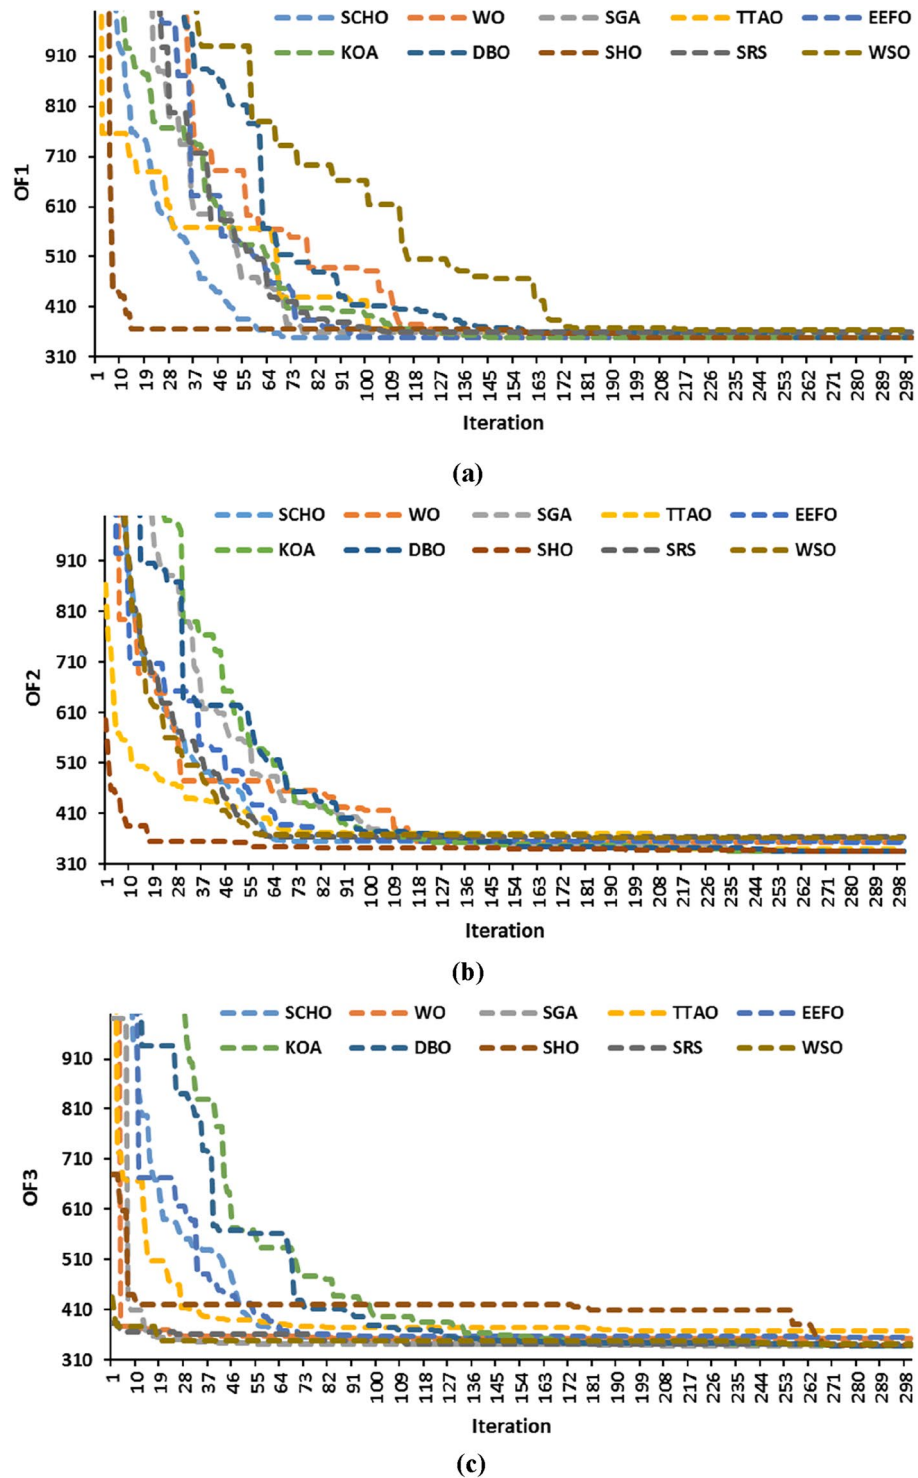 SCHO WO SGA TTAO EEFO
KOA DBO SHO SRS WSO
910
810
710
610
510
410
310
OF1
1 10 19 28 37 46 55 64 73 82 91 100 109 118 127 136 145 154 163 172 181 190 199 208 217 226 235 244 253 262 271 280 289 298
Iteration
(a)
SCHO WO SGA TTAO EEFO
KOA DBO SHO SRS WSO
910
810
710
610
510
410
310
OF2
1 10 19 28 37 46 55 64 73 82 91 100 109 118 127 136 145 154 163 172 181 190 199 208 217 226 235 244 253 262 271 280 289 298
Iteration
(b)
SCHO WO SGA TTAO EEFO
KOA DBO SHO SRS WSO
910
810
710
610
510
410
310
OF3
1 10 19 28 37 46 55 64 73 82 91 100 109 118 127 136 145 154 163 172 181 190 199 208 217 226 235 244 253 262 271 280 289 298
Iteration
(c)